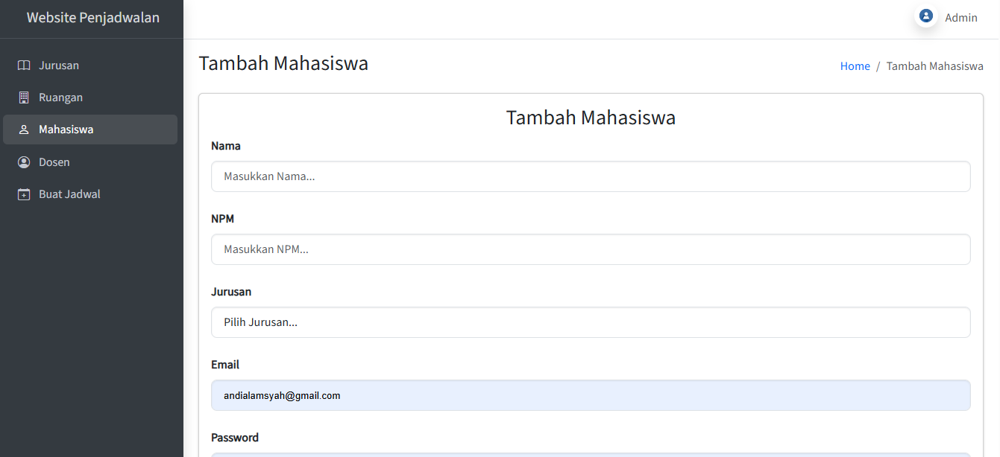 Website Penjadwalan
Admin
Jurusan
Ruangan
Mahasiswa
Dosen
Buat Jadwal
Tambah Mahasiswa
Home / Tambah Mahasiswa
Tambah Mahasiswa
Nama
Masukkan Nama...
NPM
Masukkan NPM...
Jurusan
Pilih Jurusan...
Email
andialamsyah@gmail.com
Password